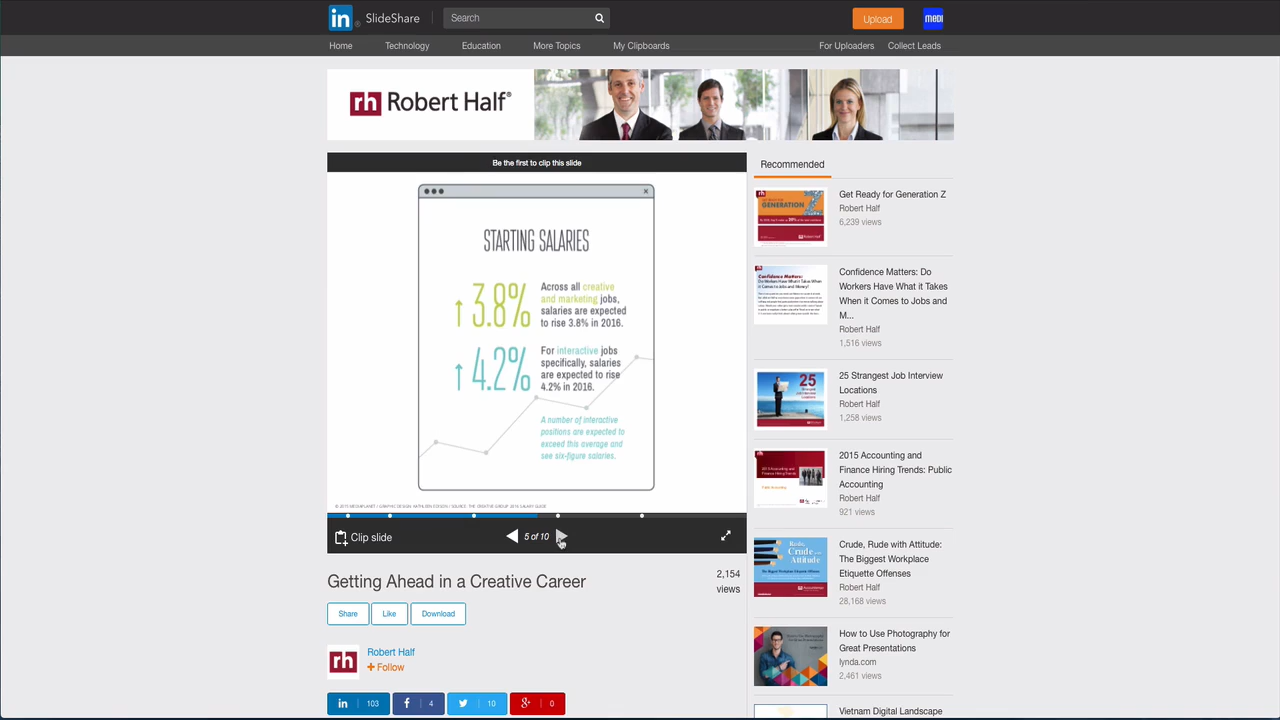 in SlideShare
Search
Upload
MEDI
Home
Technology
Education
More Topics
My Clipboards
For Uploaders
Collect Leads
rh Robert Half®
Be the first to clip this slide
STARTING SALARIES
↑3.8%
Across all creative
and marketing jobs,
salaries are expected
to rise 3.8% in 2016.
↑4.2%
For interactive jobs
specifically, salaries
are expected to rise
4.2% in 2016.
A number of interactive
positions are expected to
exceed this average and
see six-figure salaries.
Clip slide
5 of 10
Getting Ahead in a Creative Career
2,154
views
Share
Like
Download
rh
Robert Half
+ Follow
in 103
f 4
10
g+ 0
Recommended
Get Ready for Generation Z
Robert Half
6,239 views
Confidence Matters: Do
Workers Have What it Takes
When it Comes to Jobs and
M...
Robert Half
1,516 views
25 Strangest Job Interview
Locations
Robert Half
1,258 views
2015 Accounting and
Finance Hiring Trends: Public
Accounting
Robert Half
921 views
Crude, Rude with Attitude:
The Biggest Workplace
Etiquette Offenses
Robert Half
28,168 views
How to Use Photography for
Great Presentations
lynda.com
2,461 views
Vietnam Digital Landscape